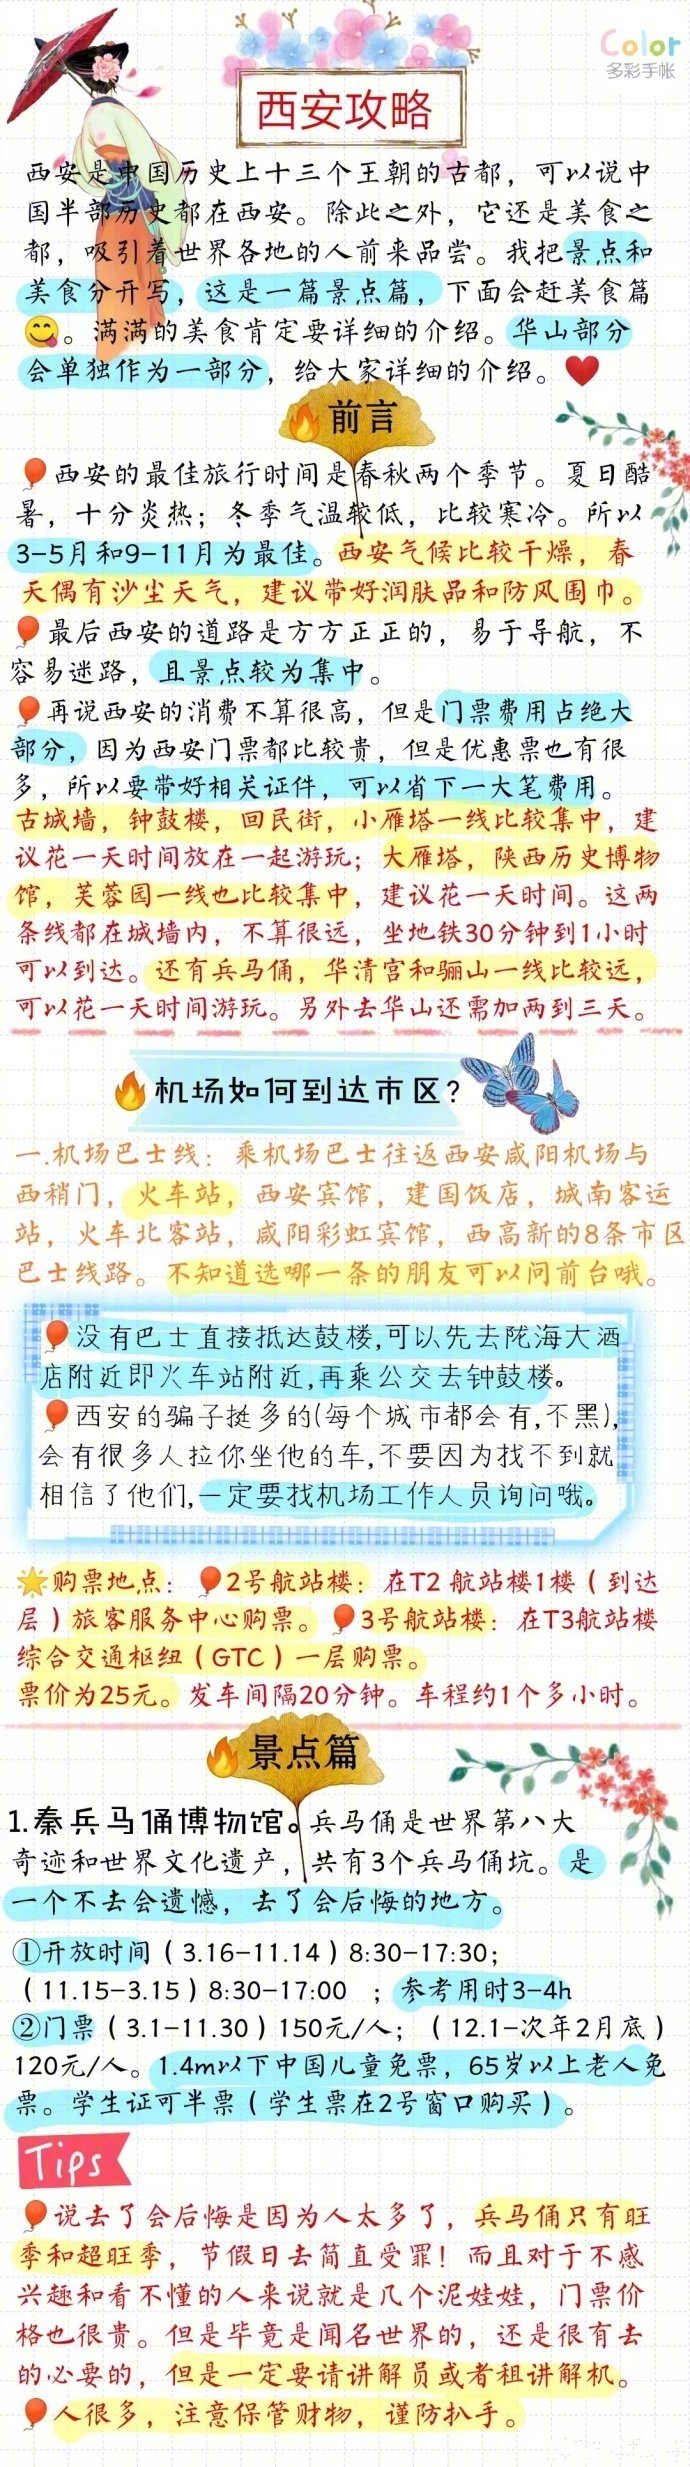 Color
多彩手帐
西安攻略
西安是中国历史上十三个王朝的古都，可以说中
国半部历史都在西安。除此之外，它还是美食之
都，吸引着世界各地的人前来品尝。我把景点和
美食分开写，这是一篇景点篇，下面会赶美食篇
😋。满满的美食肯定要详细的介绍。华山部分
会单独作为一部分，给大家详细的介绍。❤️
🔥前言
🎈西安的最佳旅行时间是春秋两个季节。夏日酷
暑，十分炎热；冬季气温较低，比较寒冷。所以
3-5月和9-11月为最佳。西安气候比较干燥，春
天偶有沙尘天气，建议带好润肤品和防风围巾。
🎈最后西安的道路是方方正正的，易于导航，不
容易迷路，且景点较为集中。
🎈再说西安的消费不算很高，但是门票费用占绝大
部分，因为西安门票都比较贵，但是优惠票也有很
多，所以要带好相关证件，可以省下一大笔费用。
古城墙，钟鼓楼，回民街，小雁塔一线比较集中，建
议花一天时间放在一起游玩；大雁塔，陕西历史博物
馆，芙蓉园一线也比较集中，建议花一天时间。这两
条线都在城墙内，不算很远，坐地铁30分钟到1小时
可以到达。还有兵马俑，华清宫和骊山一线比较远，
可以花一天时间游玩。另外去华山还需加两到三天。
🔥机场如何到达市区?
一.机场巴士线：乘机场巴士往返西安咸阳机场与
西稍门，火车站，西安宾馆，建国饭店，城南客运
站，火车北客站，咸阳彩虹宾馆，西高新的8条市区
巴士线路。不知道选哪一条的朋友可以问前台哦。
🎈没有巴士直接抵达鼓楼,可以先去陇海大酒
店附近即火车站附近,再乘公交去钟鼓楼。
🎈西安的骗子挺多的(每个城市都会有,不黑),
会有很多人拉你坐他的车,不要因为找不到就
相信了他们,一定要找机场工作人员询问哦。
🌟购票地点：🎈2号航站楼：在T2 航站楼1楼（到达
层）旅客服务中心购票。🎈3号航站楼：在T3航站楼
综合交通枢纽（GTC）一层购票。
票价为25元。发车间隔20分钟。车程约1个多小时。
🔥景点篇
1.秦兵马俑博物馆。兵马俑是世界第八大
奇迹和世界文化遗产，共有3个兵马俑坑。是
一个不去会遗憾，去了会后悔的地方。
①开放时间（3.16-11.14）8:30-17:30；
（11.15-3.15）8:30-17:00 ；参考用时3-4h
②门票（3.1-11.30）150元/人；（12.1-次年2月底）
120元/人。1.4m以下中国儿童免票，65岁以上老人免
票。学生证可半票（学生票在2号窗口购买）。
Tips
🎈说去了会后悔是因为人太多了，兵马俑只有旺
季和超旺季，节假日去简直受罪！而且对于不感
兴趣和看不懂的人来说就是几个泥娃娃，门票价
格也很贵。但是毕竟是闻名世界的，还是很有去
的必要的，但是一定要请讲解员或者租讲解机。
🎈人很多，注意保管财物，谨防扒手。